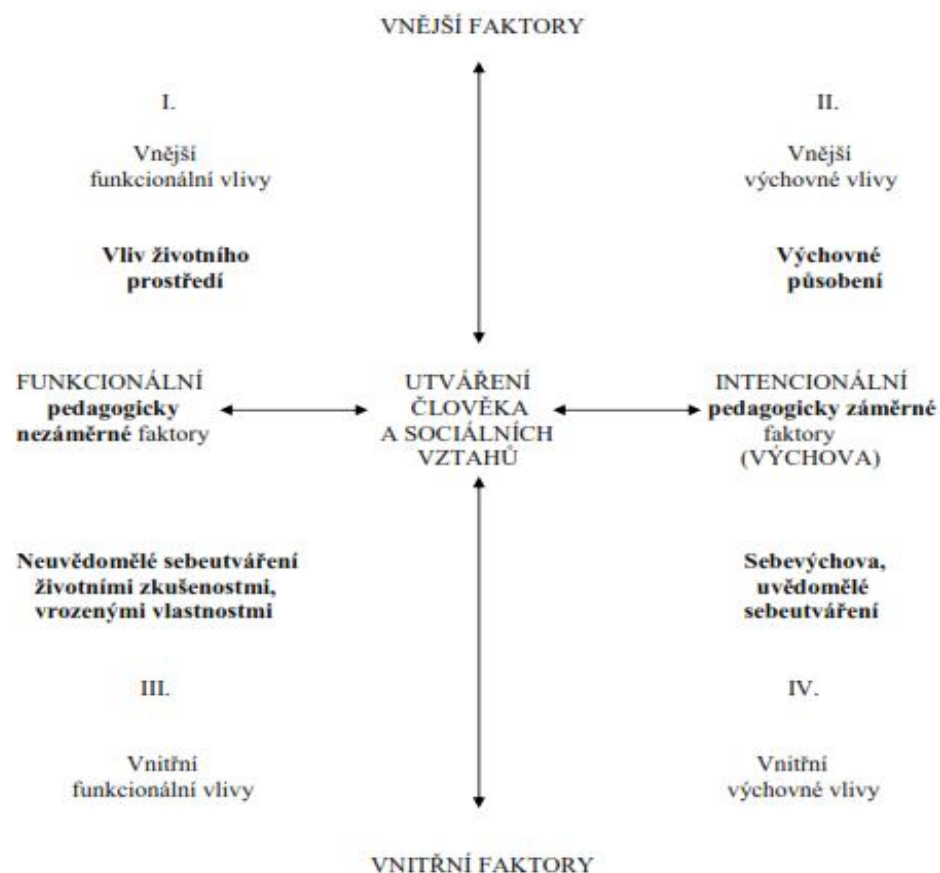 VNĚJŠÍ FAKTORY
I.
II.
Vnější
funkcionální vlivy
Vnější
výchovné vlivy
Vliv životního
prostředí
Výchovné
působení
FUNKCIONÁLNÍ
pedagogicky
nezáměrné faktory
UTVÁŘENÍ
ČLOVĚKA
A SOCIÁLNÍCH
VZTAHŮ
INTENCIONÁLNÍ
pedagogicky záměrné
faktory
(VÝCHOVA)
Neuvědomělé sebeutváření
životními zkušenostmi,
vrozenými vlastnostmi
Sebevýchova,
uvědomělé
sebeutváření
III.
IV.
Vnitřní
funkcionální vlivy
Vnitřní
výchovné vlivy
VNITŘNÍ FAKTORY